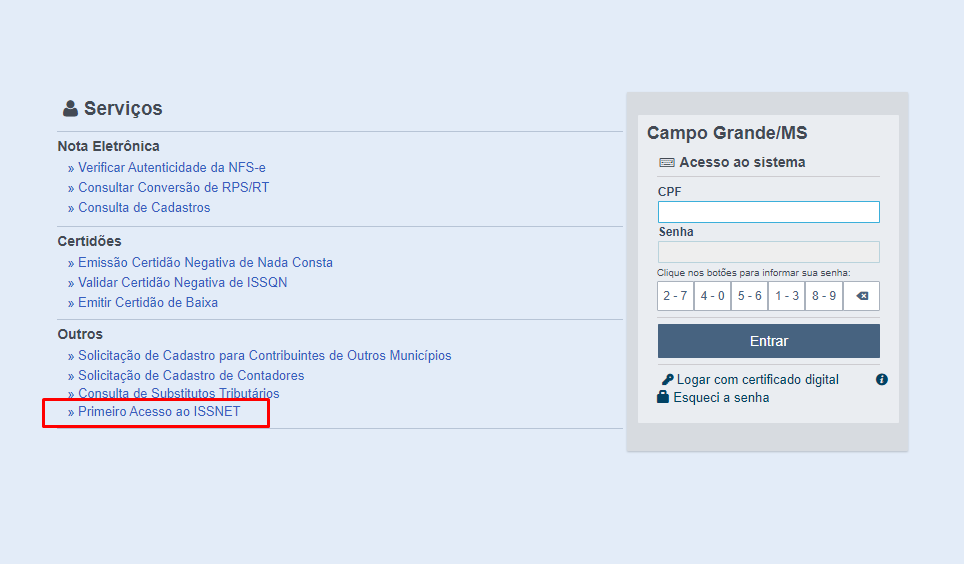 Serviços
Nota Eletrônica
» Verificar Autenticidade da NFS-e
» Consultar Conversão de RPS/RT
» Consulta de Cadastros
Certidões
» Emissão Certidão Negativa de Nada Consta
» Validar Certidão Negativa de ISSQN
» Emitir Certidão de Baixa
Outros
» Solicitação de Cadastro para Contribuintes de Outros Municípios
» Solicitação de Cadastro de Contadores
» Consulta de Substitutos Tributários
» Primeiro Acesso ao ISSNET
Campo Grande/MS
Acesso ao sistema
CPF
Senha
Clique nos botões para informar sua senha:
2 - 7 4 - 0 5 - 6 1 - 3 8 - 9
Entrar
Logar com certificado digital
Esqueci a senha